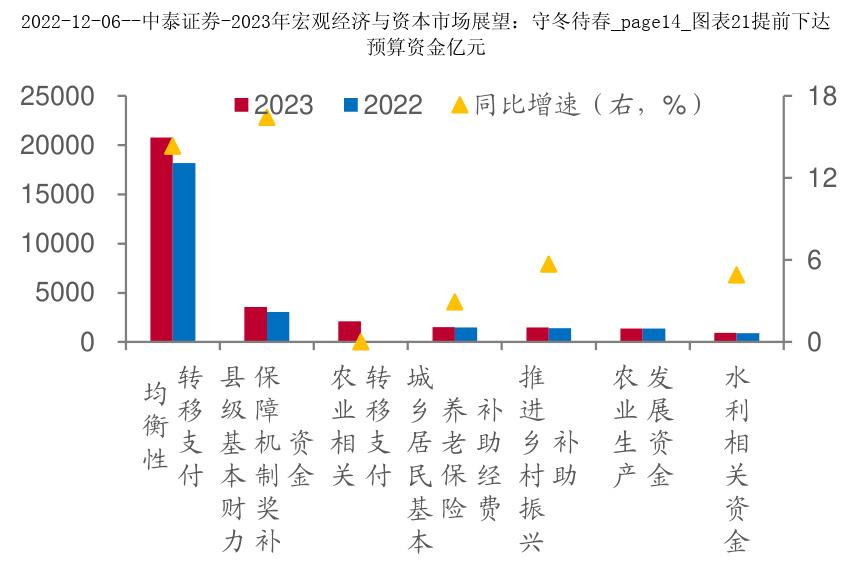 2022-12-06--中泰证券-2023年宏观经济与资本市场展望：守冬待春_page14_图表21提前下达
预算资金亿元
2023
2022
同比增速（右，%）
25000
20000
15000
10000
5000
0
18
12
6
0
均衡性
转移支付
县级基本财力
保障机制奖补
资金
农业相关
转移支付
城乡居民基本
养老保险
补助经费
推进乡村振兴
补助
农业生产
发展资金
水利相关资金